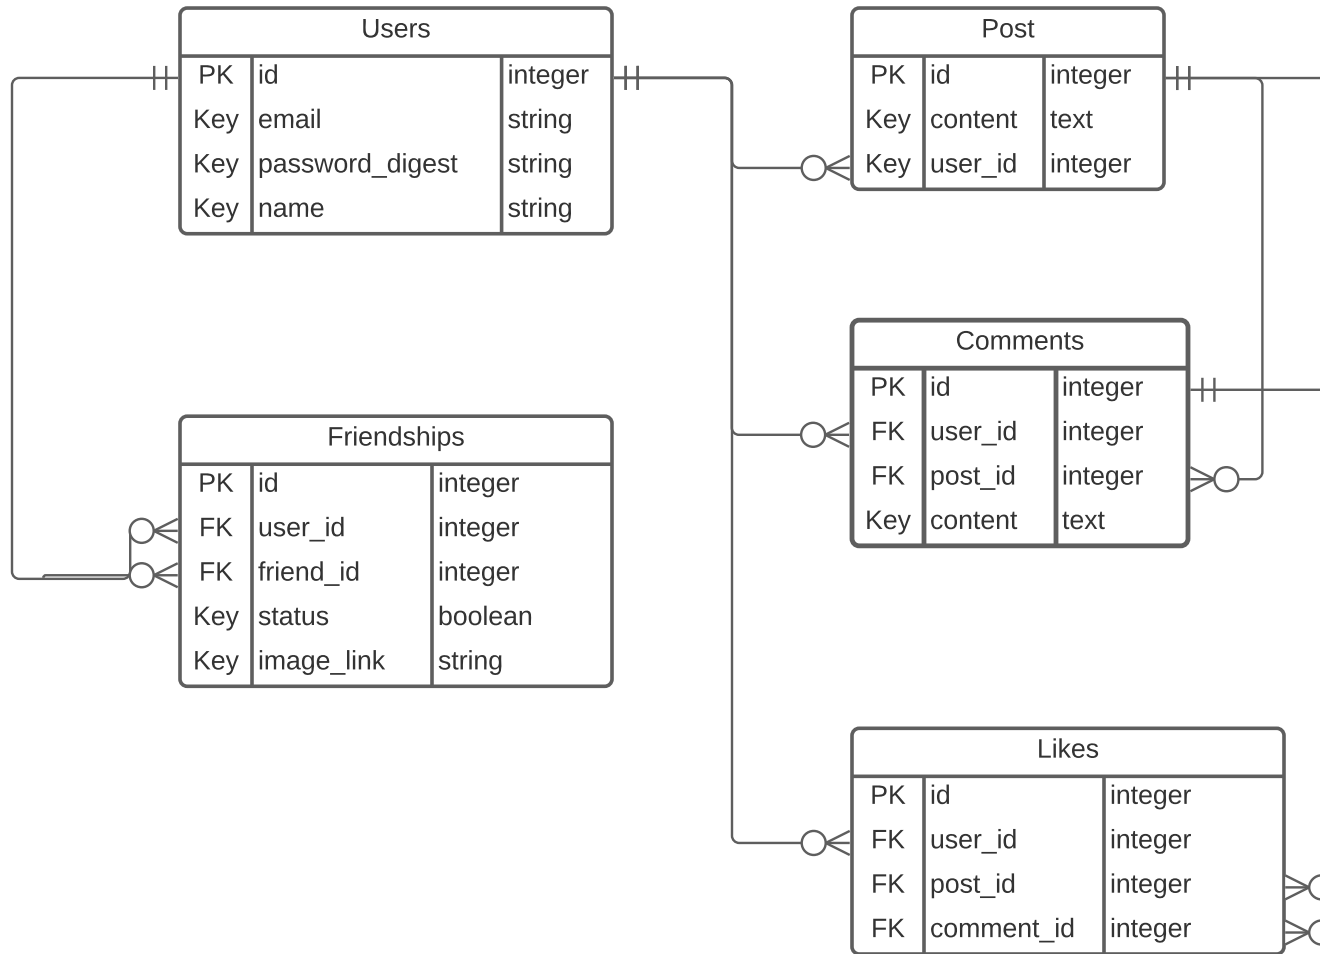 Users
PK id integer
Key email string
Key password_digest string
Key name string
Post
PK id integer
Key content text
Key user_id integer
Friendships
PK id integer
FK user_id integer
FK friend_id integer
Key status boolean
Key image_link string
Comments
PK id integer
FK user_id integer
FK post_id integer
Key content text
Likes
PK id integer
FK user_id integer
FK post_id integer
FK comment_id integer